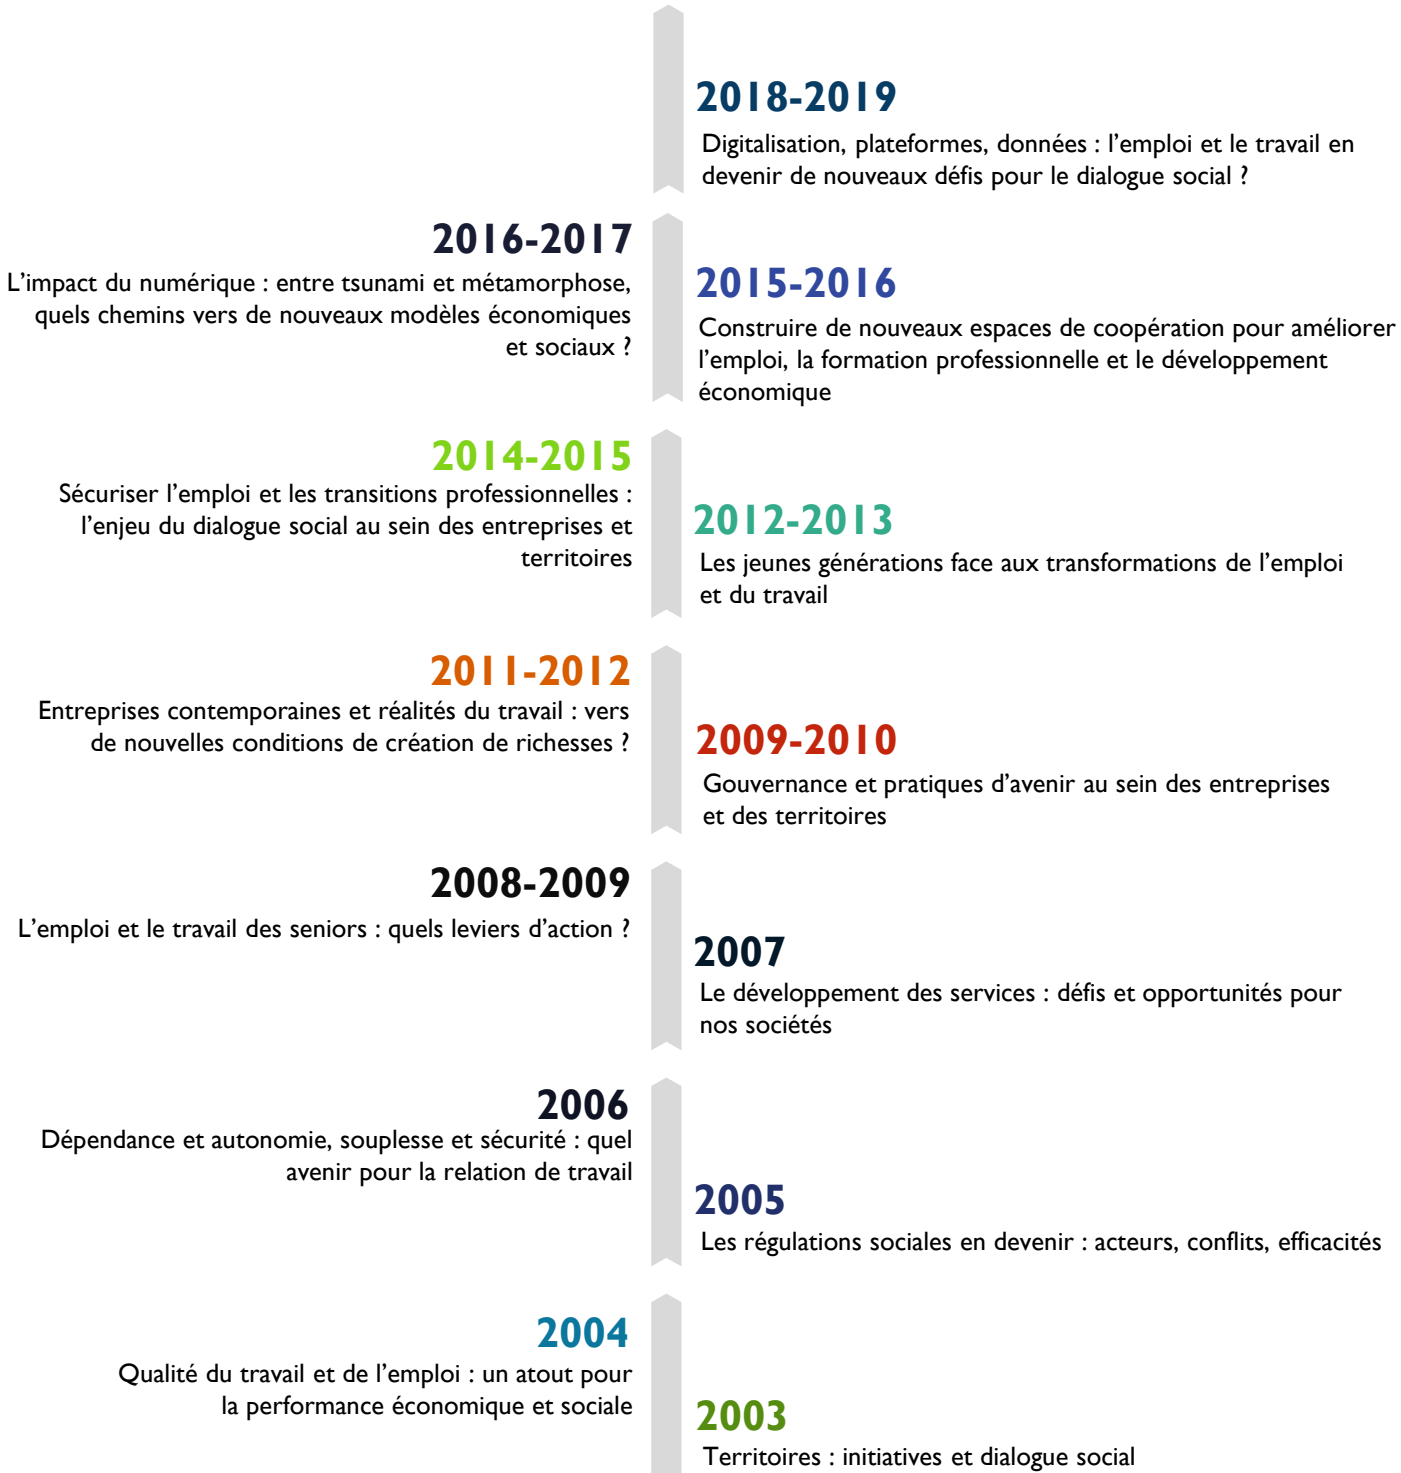 2018-2019
Digitalisation, plateformes, données : l’emploi et le travail en
devenir de nouveaux défis pour le dialogue social ?
2016-2017
L’impact du numérique : entre tsunami et métamorphose,
quels chemins vers de nouveaux modèles économiques
et sociaux ?
2015-2016
Construire de nouveaux espaces de coopération pour améliorer
l’emploi, la formation professionnelle et le développement
économique
2014-2015
Sécuriser l’emploi et les transitions professionnelles :
l’enjeu du dialogue social au sein des entreprises et
territoires
2012-2013
Les jeunes générations face aux transformations de l’emploi
et du travail
2011-2012
Entreprises contemporaines et réalités du travail : vers
de nouvelles conditions de création de richesses ?
2009-2010
Gouvernance et pratiques d’avenir au sein des entreprises
et des territoires
2008-2009
L’emploi et le travail des seniors : quels leviers d’action ?
2007
Le développement des services : défis et opportunités pour
nos sociétés
2006
Dépendance et autonomie, souplesse et sécurité : quel
avenir pour la relation de travail
2005
Les régulations sociales en devenir : acteurs, conflits, efficacités
2004
Qualité du travail et de l’emploi : un atout pour
la performance économique et sociale
2003
Territoires : initiatives et dialogue social